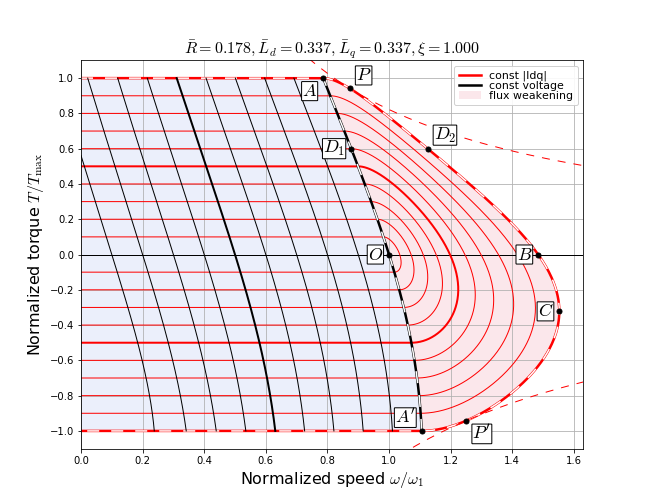 R̄ = 0.178, L̄_d = 0.337, L̄_q = 0.337, ξ = 1.000
const |Idq|
const voltage
flux weakening
Normalized torque T/T_max
1.0
0.8
0.6
0.4
0.2
0.0
−0.2
−0.4
−0.6
−0.8
−1.0
A
P
D₁
D₂
O
B
C
A′
P′
0.0 0.2 0.4 0.6 0.8 1.0 1.2 1.4 1.6
Normalized speed ω/ω₁